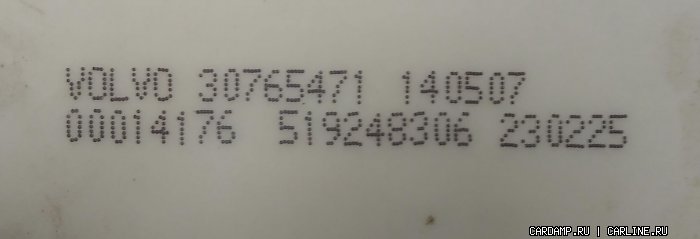 VOLVO 30765471 140507
00014176 519248306 230225
CARDAMP.RU | CARLINE.RU